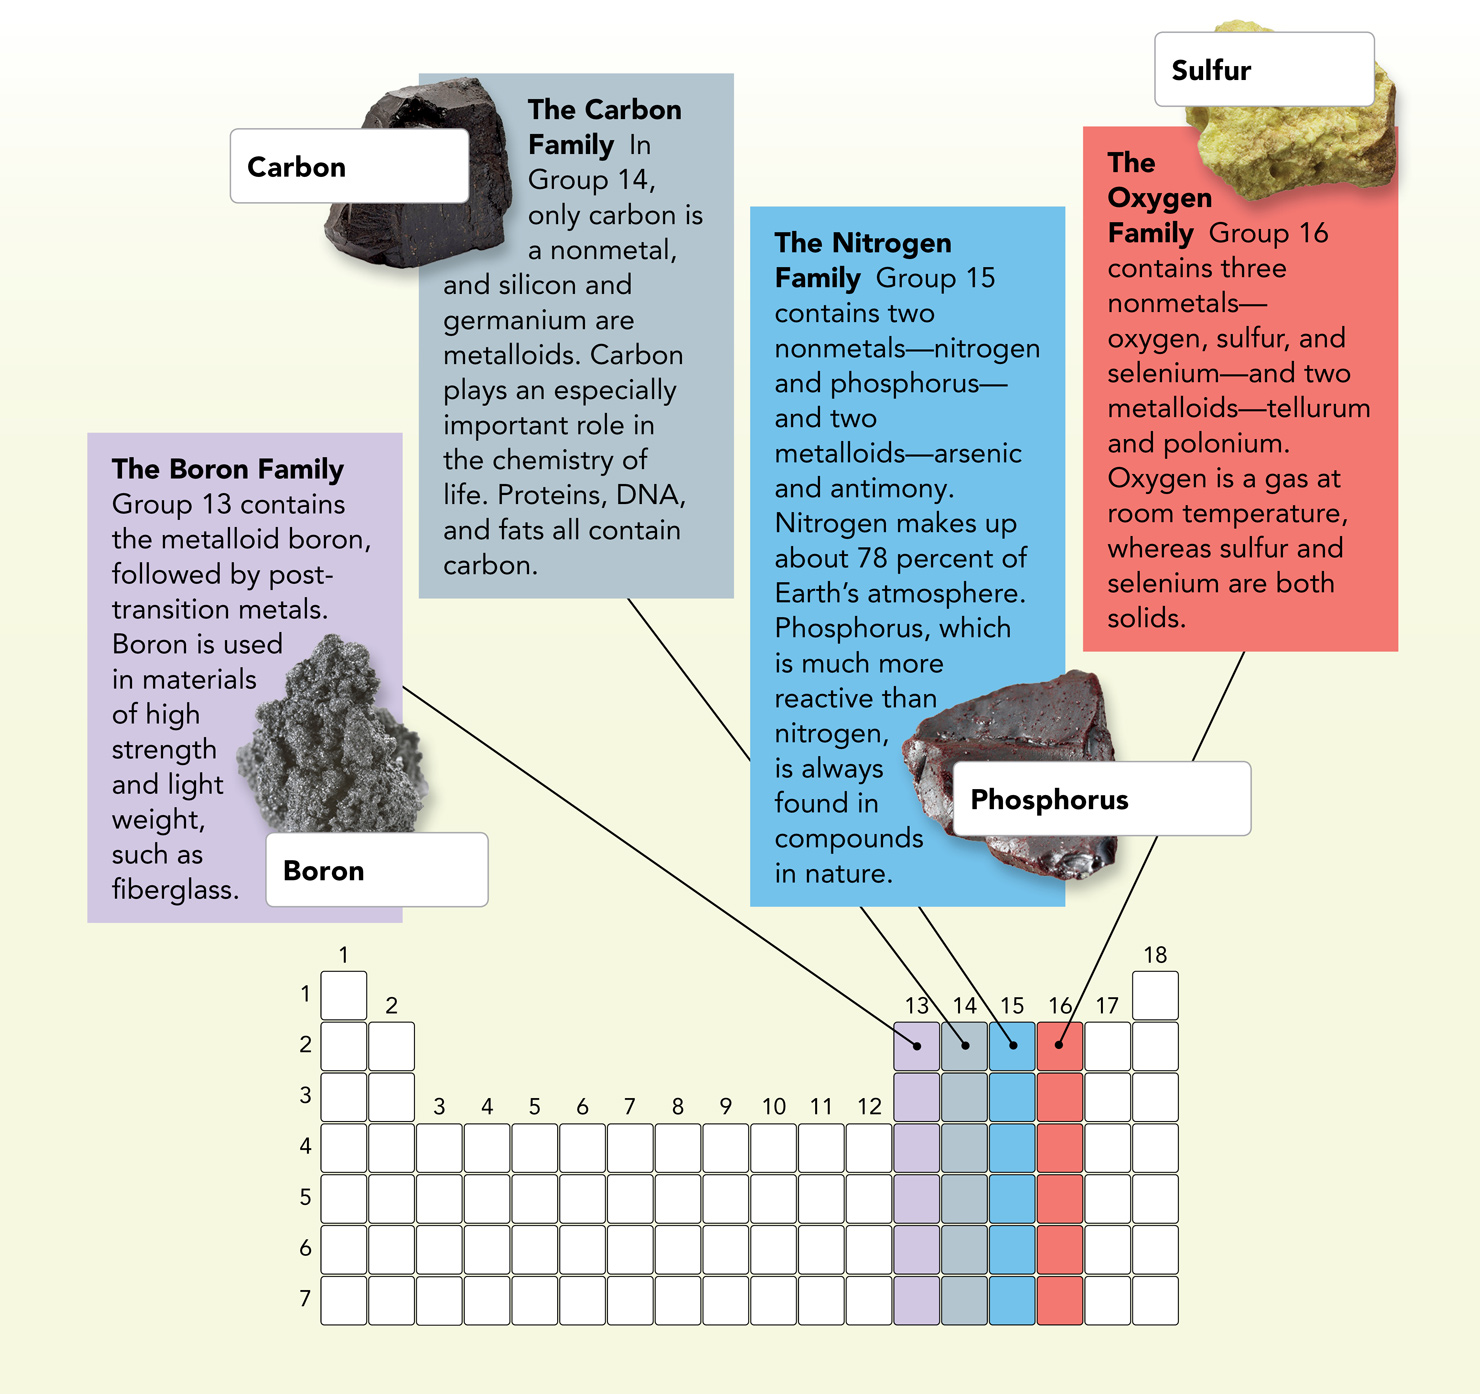 Sulfur
Carbon
The Carbon
Family In
Group 14,
only carbon is
a nonmetal,
and silicon and
germanium are
metalloids. Carbon
plays an especially
important role in
the chemistry of
life. Proteins, DNA,
and fats all contain
carbon.
The
Oxygen
Family Group 16
contains three
nonmetals—
oxygen, sulfur, and
selenium—and two
metalloids—tellurum
and polonium.
Oxygen is a gas at
room temperature,
whereas sulfur and
selenium are both
solids.
The Nitrogen
Family Group 15
contains two
nonmetals—nitrogen
and phosphorus—
and two
metalloids—arsenic
and antimony.
Nitrogen makes up
about 78 percent of
Earth's atmosphere.
Phosphorus, which
is much more
reactive than
nitrogen,
is always
found in
compounds
in nature.
Phosphorus
The Boron Family
Group 13 contains
the metalloid boron,
followed by post-
transition metals.
Boron is used
in materials
of high
strength
and light
weight,
such as
fiberglass.
Boron
1 18
1
2 13 14 15 16 17
2
3
3 4 5 6 7 8 9 10 11 12
4
5
6
7